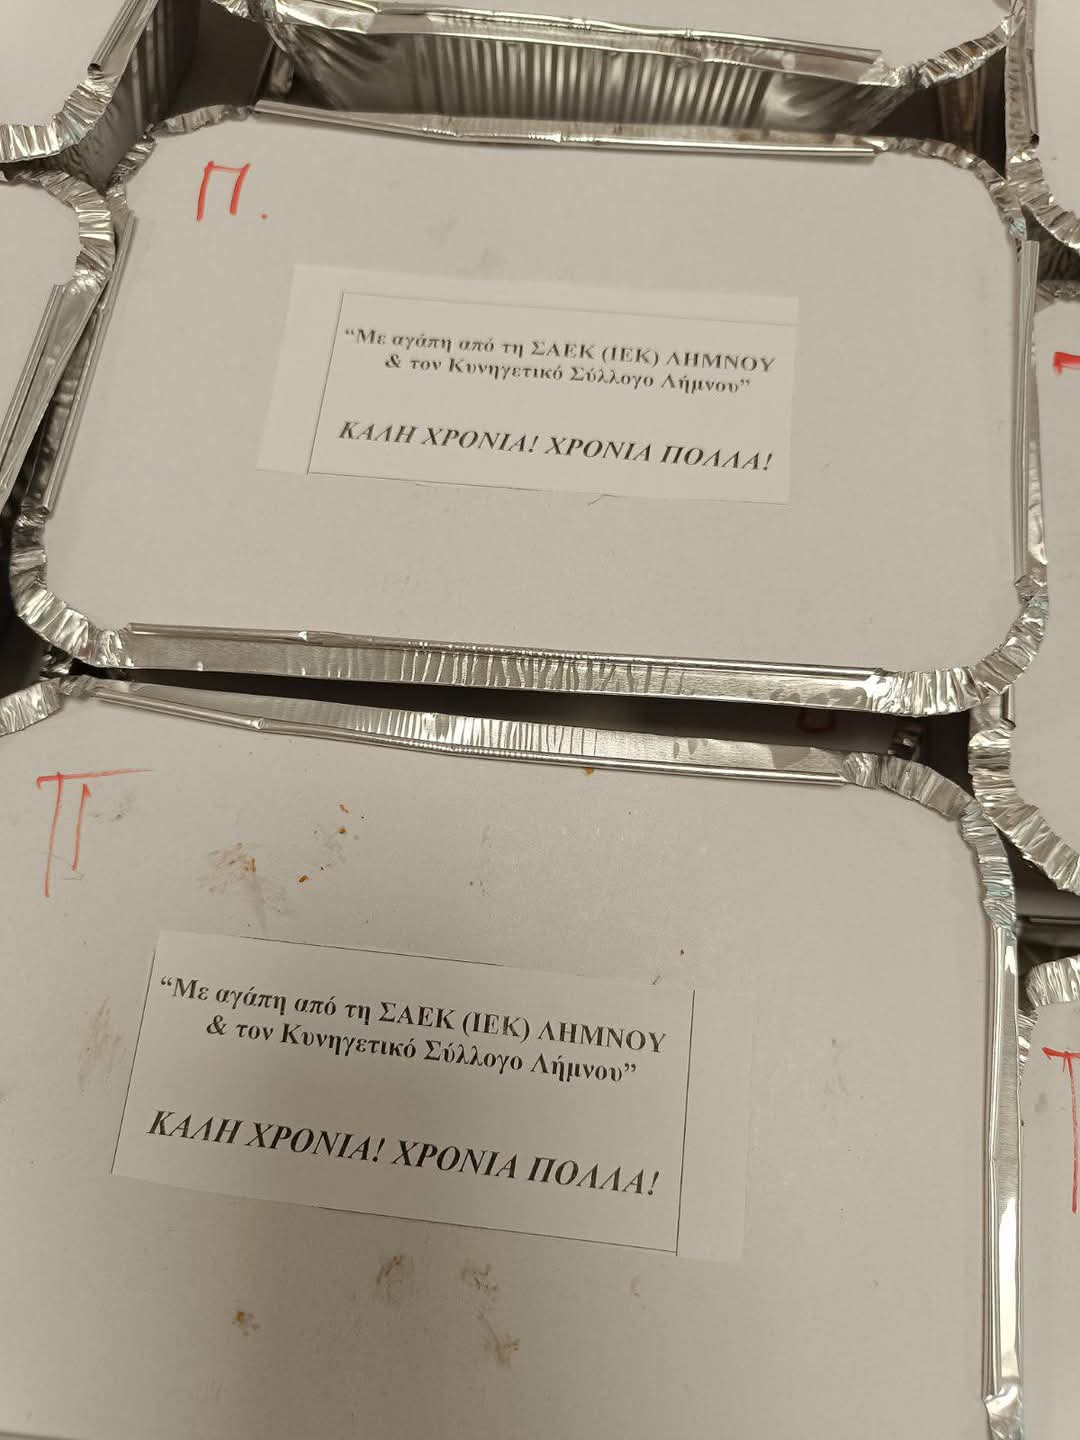 Π.
“Με αγάπη από τη ΣΑΕΚ (ΙΕΚ) ΛΗΜΝΟΥ
& τον Κυνηγετικό Σύλλογο Λήμνου”
ΚΑΛΗ ΧΡΟΝΙΑ! ΧΡΟΝΙΑ ΠΟΛΛΑ!
Π
“Με αγάπη από τη ΣΑΕΚ (ΙΕΚ) ΛΗΜΝΟΥ
& τον Κυνηγετικό Σύλλογο Λήμνου”
ΚΑΛΗ ΧΡΟΝΙΑ! ΧΡΟΝΙΑ ΠΟΛΛΑ!